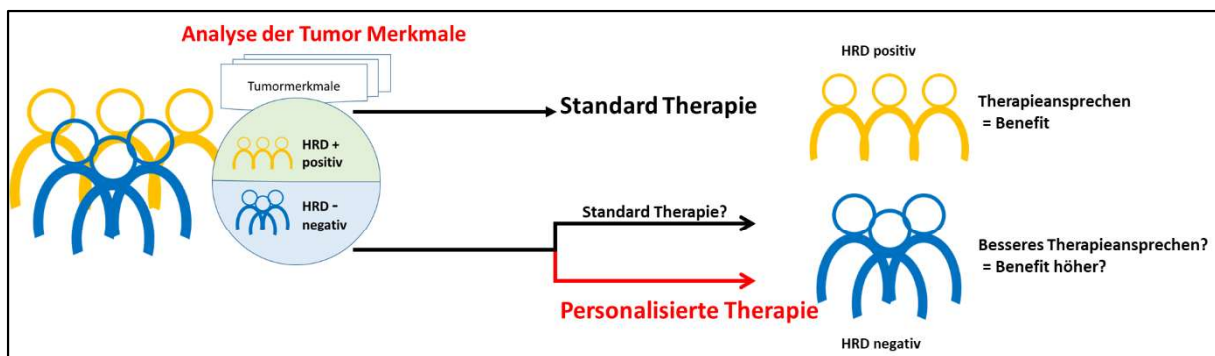 Analyse der Tumor Merkmale
Tumormerkmale
HRD +
positiv
HRD -
negativ
Standard Therapie
Standard Therapie?
Personalisierte Therapie
HRD positiv
Therapieansprechen
= Benefit
Besseres Therapieansprechen?
= Benefit höher?
HRD negativ